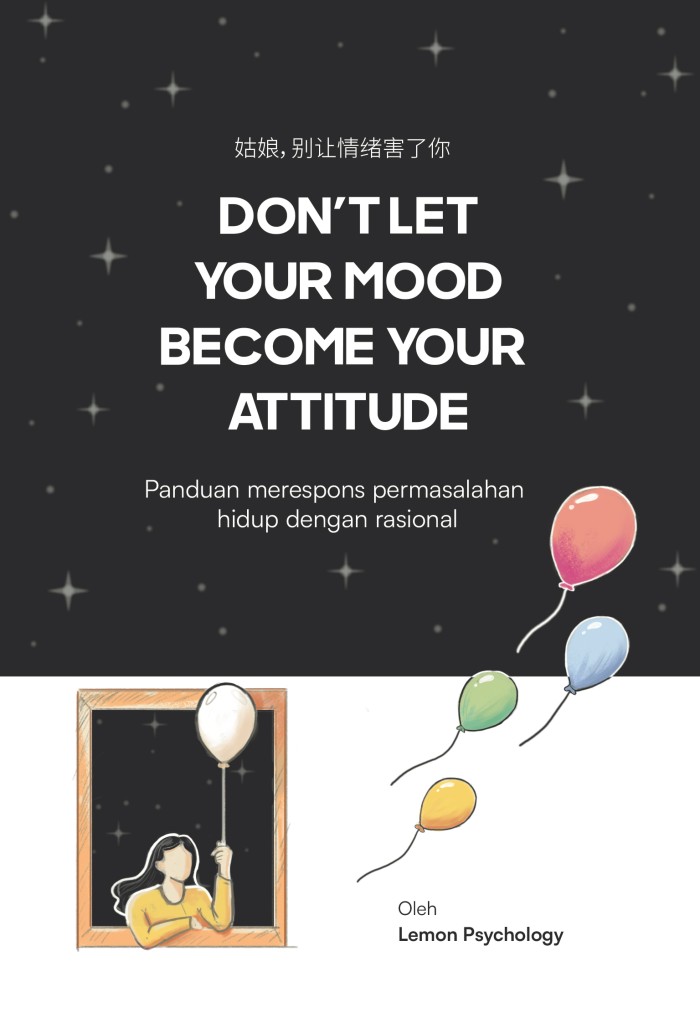 姑娘，别让情绪害了你
DON'T LET
YOUR MOOD
BECOME YOUR
ATTITUDE
Panduan merespons permasalahan
hidup dengan rasional
Oleh
Lemon Psychology